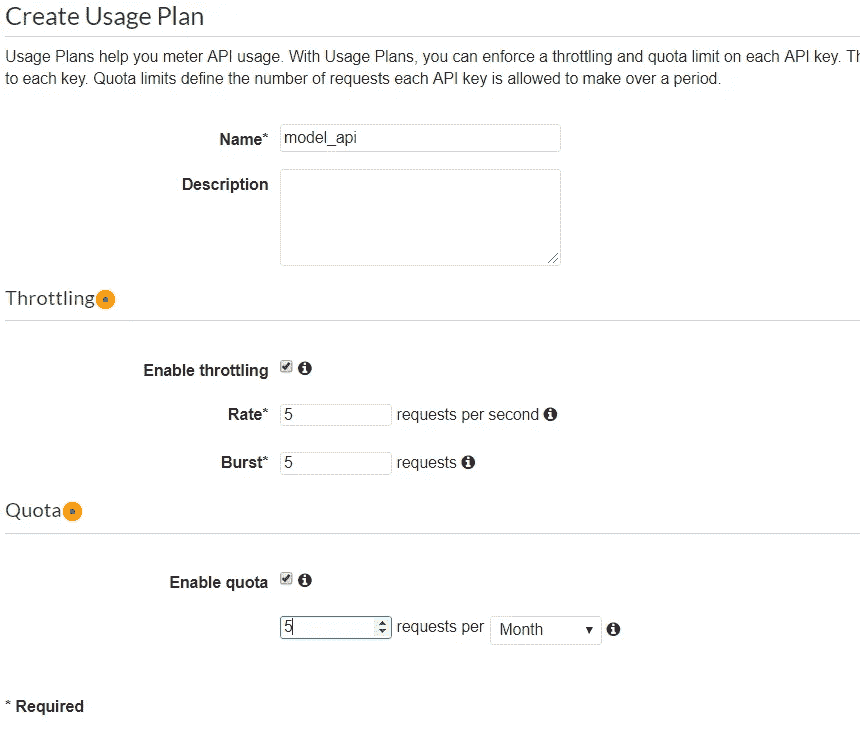 Create Usage Plan
Usage Plans help you meter API usage. With Usage Plans, you can enforce a throttling and quota limit on each API key. Th
to each key. Quota limits define the number of requests each API key is allowed to make over a period.
Name* model_api
Description
Throttling
Enable throttling
Rate* 5 requests per second
Burst* 5 requests
Quota
Enable quota
5 requests per Month
* Required